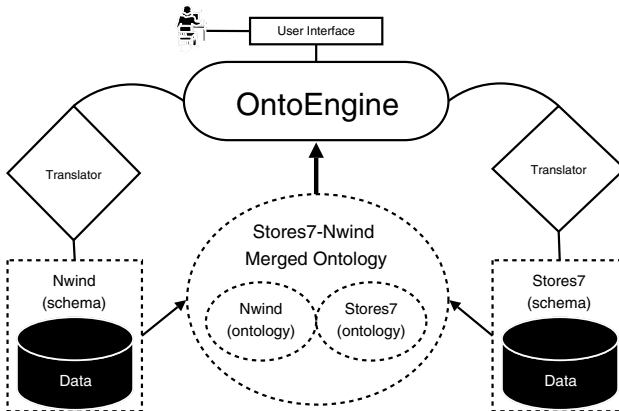 User Interface
OntoEngine
Translator
Translator
Stores7-Nwind
Merged Ontology
Nwind
(schema)
Data
Nwind
(ontology)
Stores7
(ontology)
Stores7
(schema)
Data